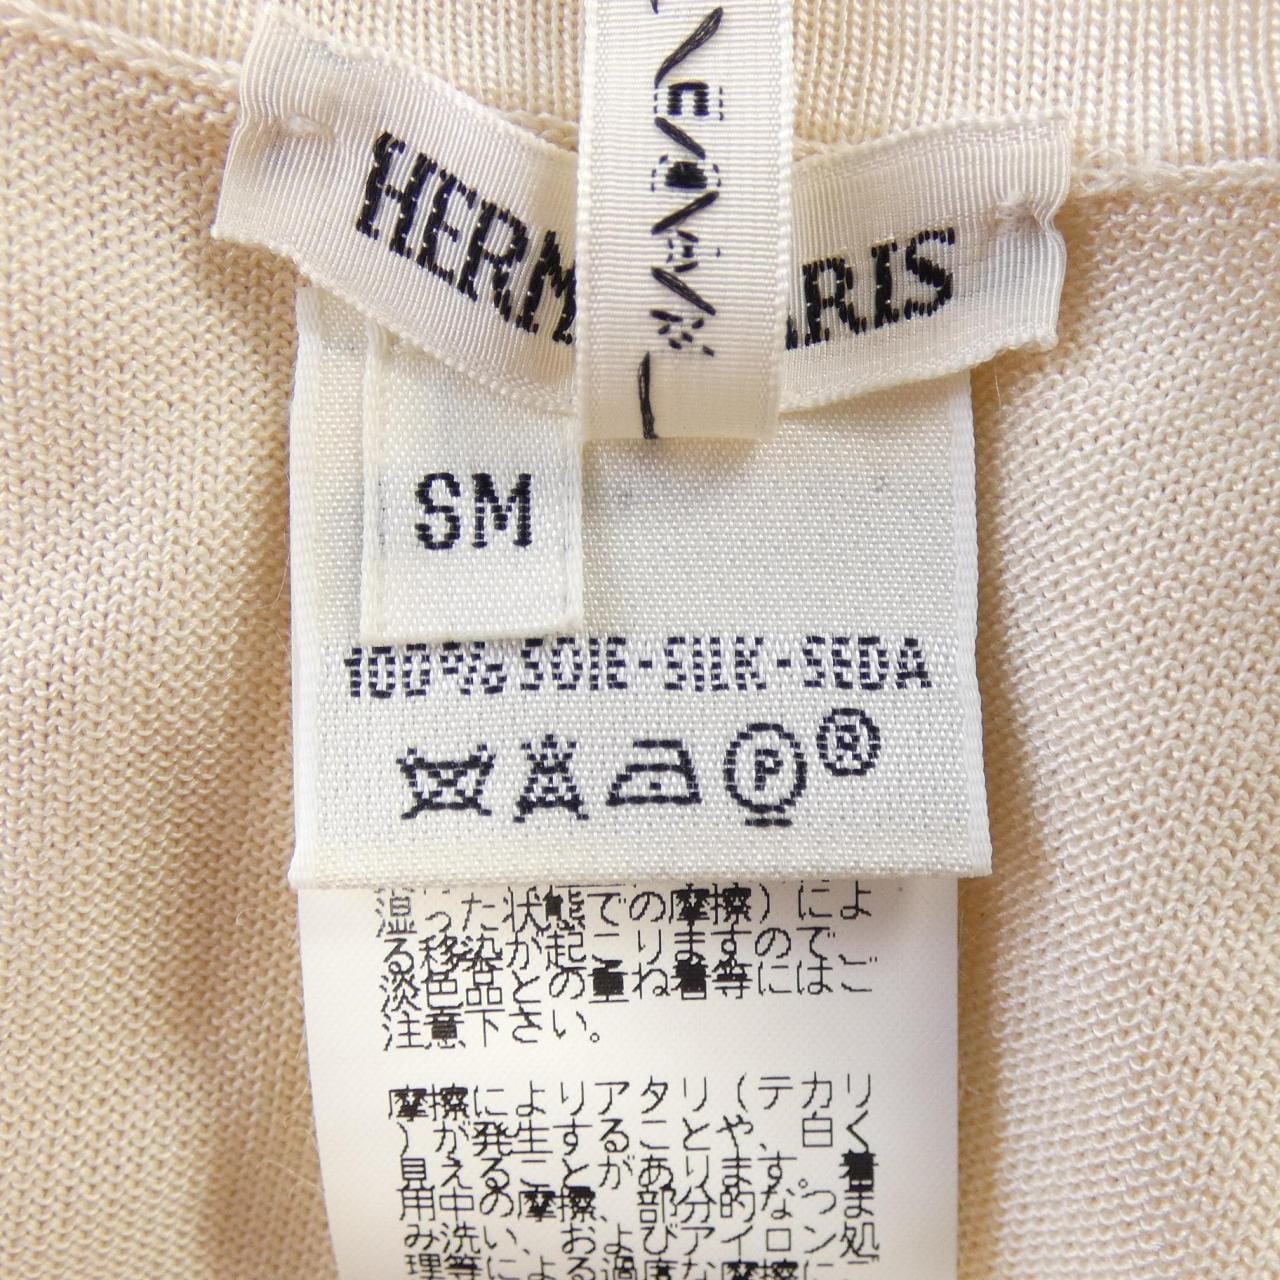 HERM ARIS
SM
100% SOIE-SILK-SEDA
P ®
湿った状態での摩擦)によ
る移染が起こりますので、
淡色品との重ね着等にはご
注意下さい。
摩擦によりアタリ(テカリ
)が発生することや、白く
見えることがあります。着
用中の摩擦、部分的なつま
み洗い、およびアイロン処
理等による過度な摩擦にご